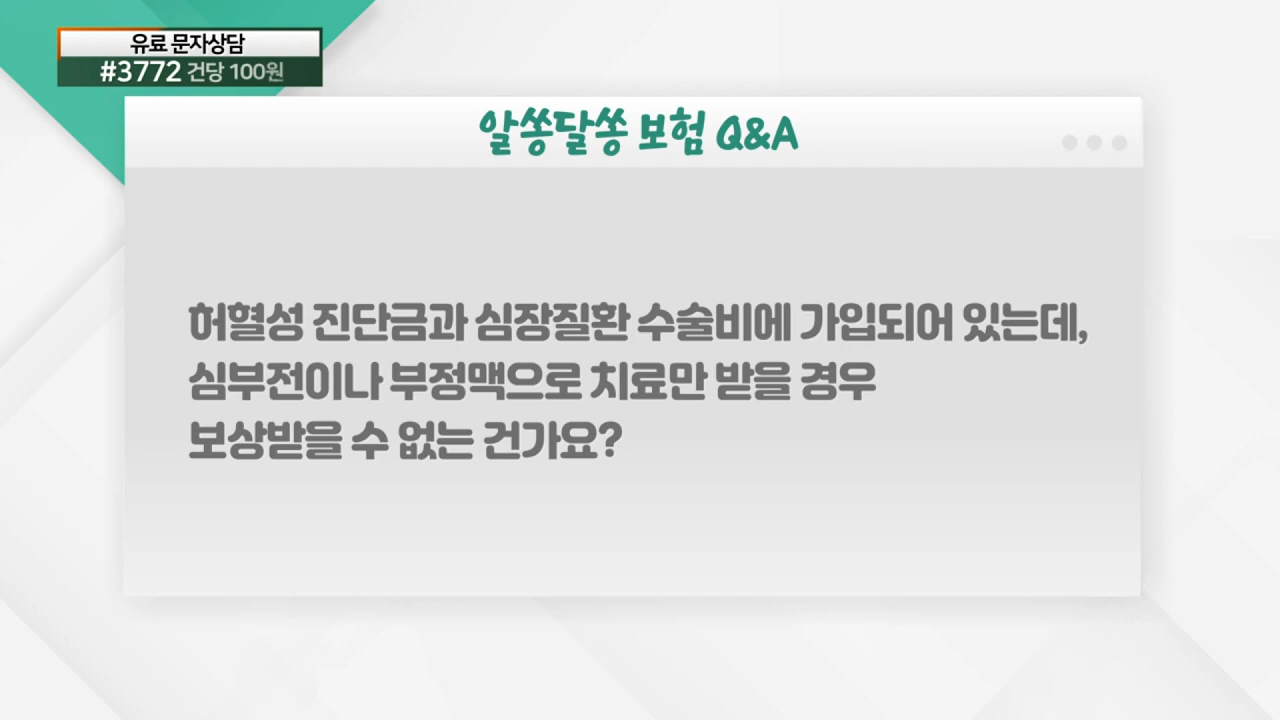 유료 문자상담
#3772 건당 100원
알쏭달쏭 보험 Q&A
허혈성 진단금과 심장질환 수술비에 가입되어 있는데,
심부전이나 부정맥으로 치료만 받을 경우
보상받을 수 없는 건가요?